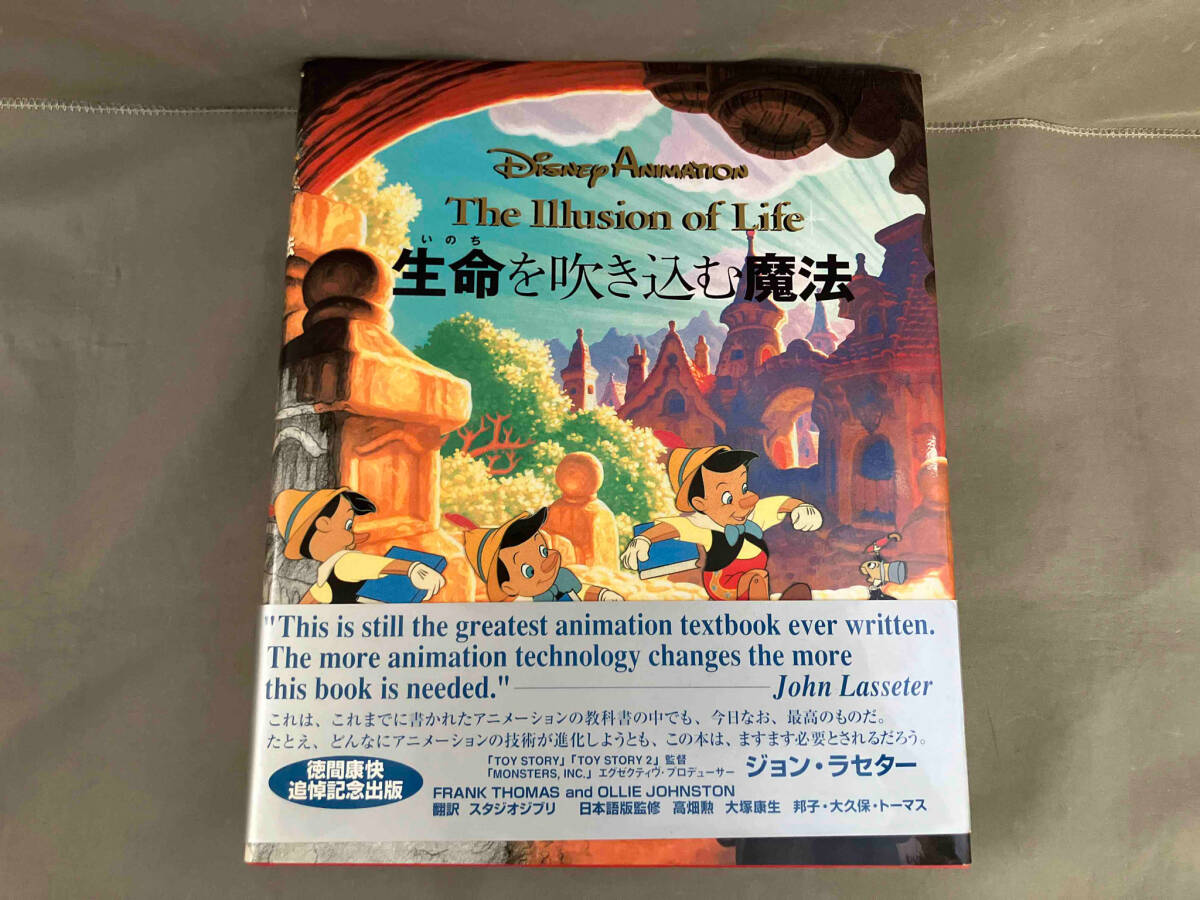 Disney Animation
The Illusion of Life
いのち
生命を吹き込む魔法
"This is still the greatest animation textbook ever written.
The more animation technology changes the more
this book is needed." John Lasseter
これは、これまでに書かれたアニメーションの教科書の中でも、今日なお、最高のものだ。
たとえ、どんなにアニメーションの技術が進化しようとも、この本は、ますます必要とされるだろう。
「TOY STORY」「TOY STORY 2」監督
「MONSTERS, INC.」エグゼクティヴ・プロデューサー ジョン・ラセター
徳間康快
追悼記念出版
FRANK THOMAS and OLLIE JOHNSTON
翻訳 スタジオジブリ 日本語版監修 高畑勲 大塚康生 邦子・大久保・トーマス